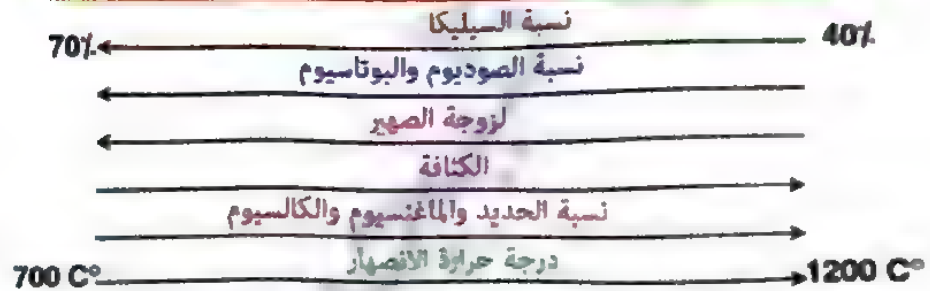 نسبة السيليكا
70٪ 40٪
نسبة الصوديوم والبوتاسيوم
لزوجة الصهير
الكثافة
نسبة الحديد والماغنسيوم والكالسيوم
درجة حرارة الانصهار
700 C° 1200 C°